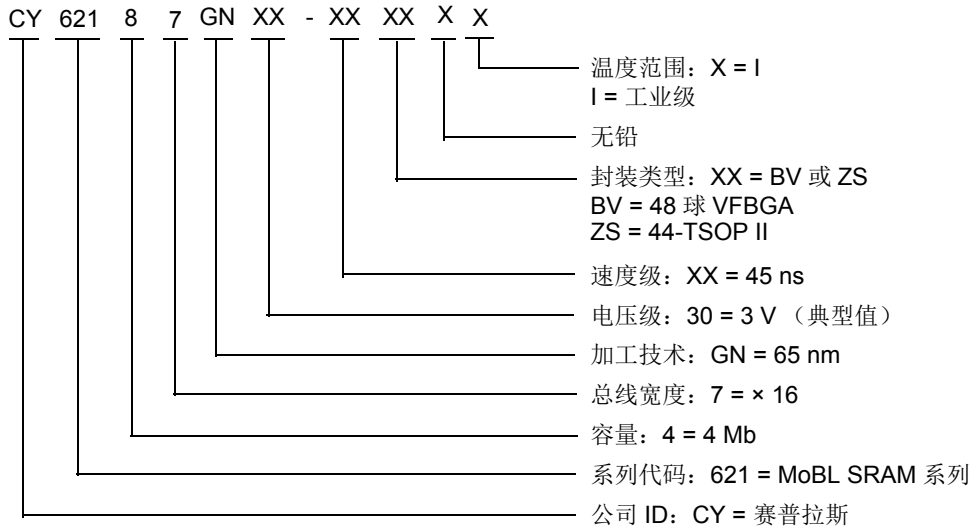 CY 621 8 7 GN XX - XX XX X X
温度范围：X = I
I = 工业级
无铅
封装类型：XX = BV 或 ZS
BV = 48 球 VFBGA
ZS = 44-TSOP II
速度级：XX = 45 ns
电压级：30 = 3 V （典型值）
加工技术：GN = 65 nm
总线宽度：7 = × 16
容量：4 = 4 Mb
系列代码：621 = MoBL SRAM 系列
公司 ID：CY = 赛普拉斯